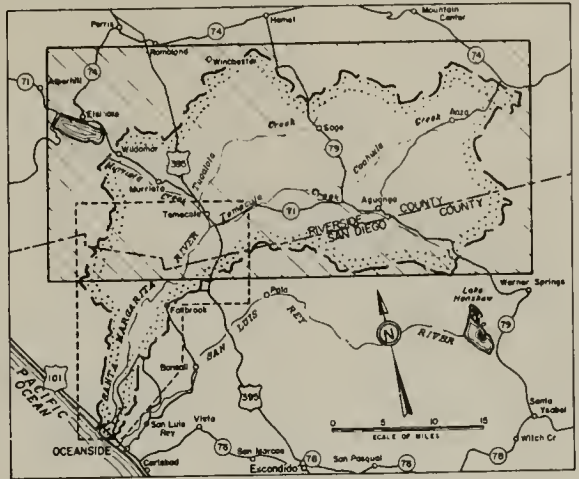 Perris
74
Hemet
Mountain Center
Romoland
74
74
Winchester
71
Alberhill
74
78
Elsinore
Sage
Creek
Creek
Anza
Wildomar
395
79
Coahuila
Murrieta
Tucalota
Murrieta
Creek
Temecula
Temecula
71
Creek
Aguanga
COUNTY
COUNTY
RIVERSIDE
SAN DIEGO
RIVER
SANTA MARGARITA
Pala
Lake Henshaw
Warner Springs
Fallbrook
SAN LUIS REY RIVER
N
79
Bonsall
PACIFIC OCEAN
101
395
0 5 10 15
SCALE OF MILES
Santa Ysabel
San Luis Rey
Vista
OCEANSIDE
78
San Marcos
78
San Pasqual
78
78
Witch Cr
Carlsbad
Escondido